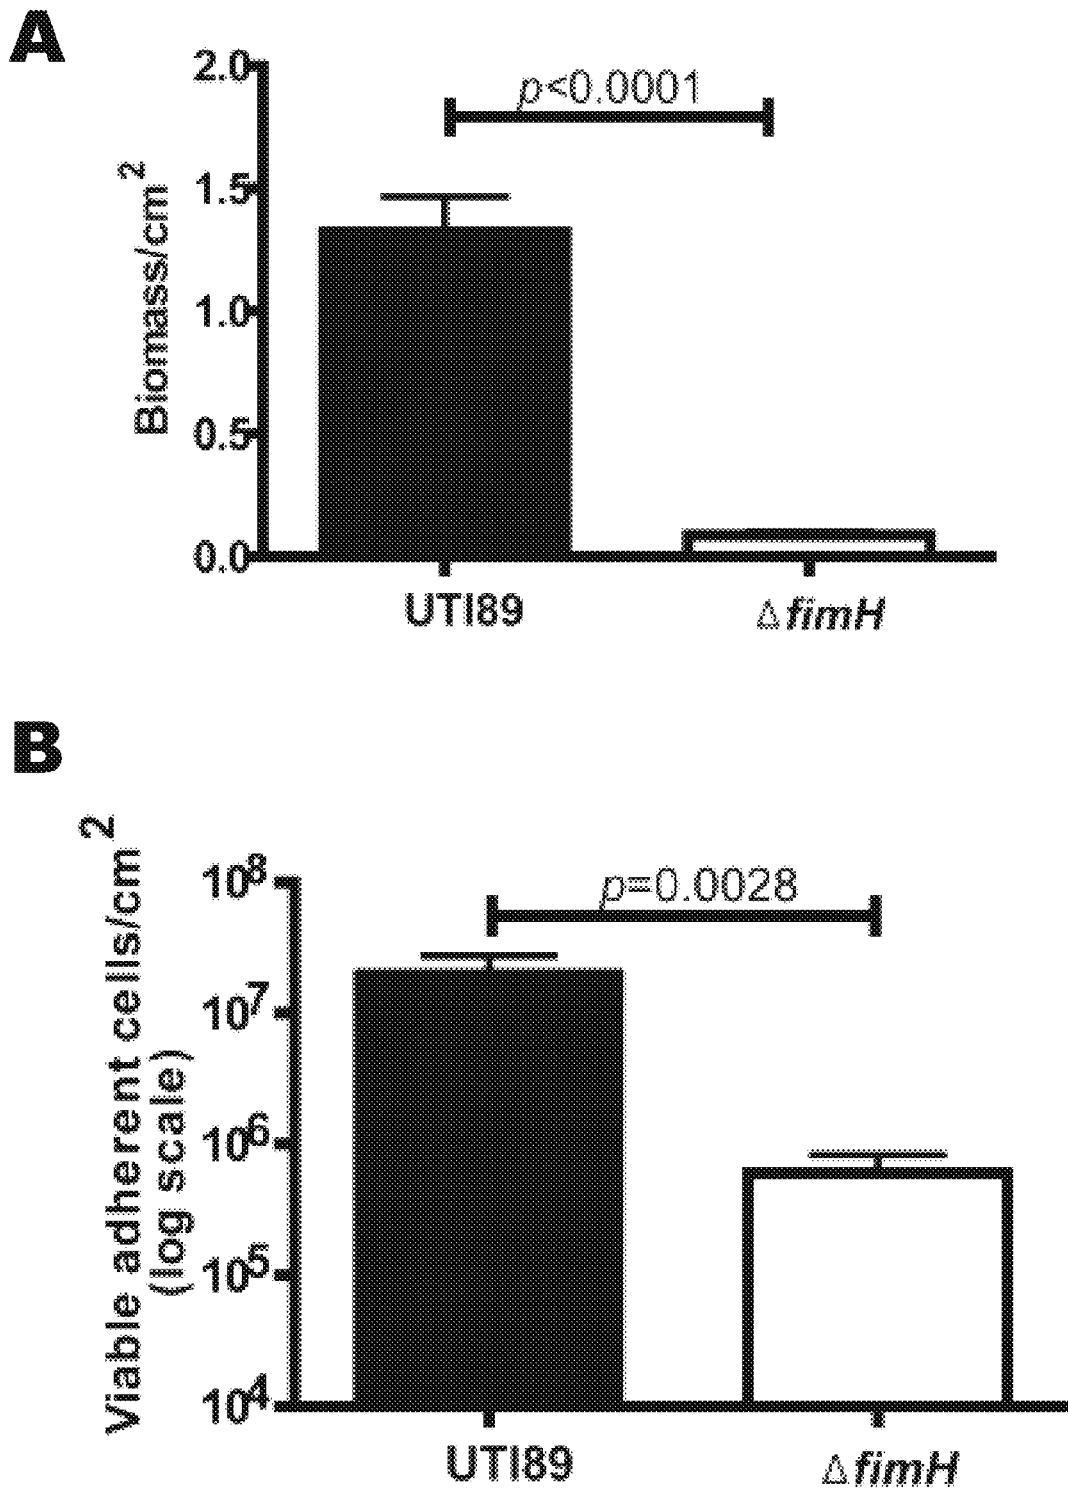 A
2.0
p<0.0001
1.5
1.0
0.5
0.0
Biomass/cm²
UTI89
ΔfimH
B
10⁸
p=0.0028
10⁷
10⁶
10⁵
10⁴
Viable adherent cells/cm²
(log scale)
UTI89
ΔfimH